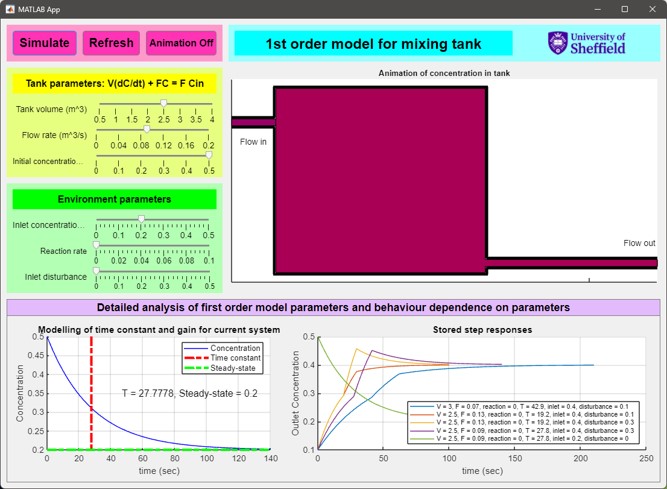 MATLAB App
Simulate
Refresh
Animation Off
1st order model for mixing tank
University of
Sheffield
Tank parameters: V(dC/dt) + FC = F Cin
Tank volume (m^3)
0.5 1 1.5 2 2.5 3 3.5 4
Flow rate (m^3/s)
0 0.04 0.08 0.12 0.16 0.2
Initial concentratio...
0 0.1 0.2 0.3 0.4 0.5
Environment parameters
Inlet concentratio...
0 0.1 0.2 0.3 0.4 0.5
Reaction rate
0 0.02 0.04 0.06 0.08 0.1
Inlet disturbance
0 0.1 0.2 0.3 0.4 0.5
Animation of concentration in tank
Flow in
Flow out
Detailed analysis of first order model parameters and behaviour dependence on parameters
Modelling of time constant and gain for current system
0.5
0.45
0.4
0.35
0.3
0.25
0.2
Concentration
Concentration
Time constant
Steady-state
T = 27.7778, Steady-state = 0.2
0 20 40 60 80 100 120 140
time (sec)
Stored step responses
0.5
0.4
0.3
0.2
0.1
Outlet Concentration
V = 3, F = 0.07, reaction = 0, T = 42.9, inlet = 0.4, disturbance = 0.1
V = 2.5, F = 0.13, reaction = 0, T = 19.2, inlet = 0.4, disturbance = 0.1
V = 2.5, F = 0.13, reaction = 0, T = 19.2, inlet = 0.4, disturbance = 0.3
V = 2.5, F = 0.09, reaction = 0, T = 27.8, inlet = 0.4, disturbance = 0.3
V = 2.5, F = 0.09, reaction = 0, T = 27.8, inlet = 0.2, disturbance = 0
0 50 100 150 200 250
time (sec)